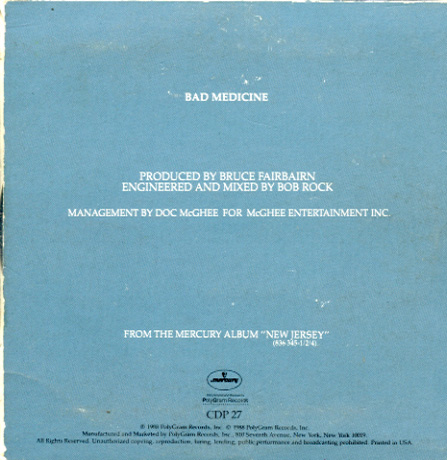 BAD MEDICINE
PRODUCED BY BRUCE FAIRBAIRN
ENGINEERED AND MIXED BY BOB ROCK
MANAGEMENT BY DOC McGHEE FOR McGHEE ENTERTAINMENT INC.
FROM THE MERCURY ALBUM "NEW JERSEY"
(836 345-1/2/4)
mercury
PolyGram Records
CDP 27
℗ 1988 PolyGram Records, Inc. © 1988 PolyGram Records, Inc.
Manufactured and Marketed by PolyGram Records, Inc., 810 Seventh Avenue, New York, New York 10019.
All Rights Reserved. Unauthorized copying, reproduction, hiring, lending, public performance and broadcasting prohibited. Printed in USA.